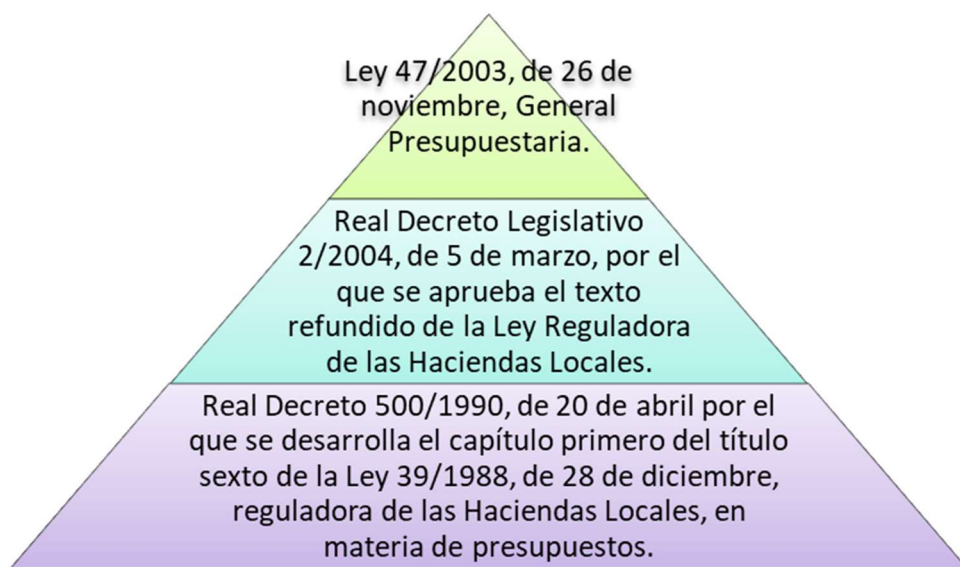 Ley 47/2003, de 26 de
noviembre, General
Presupuestaria.
Real Decreto Legislativo
2/2004, de 5 de marzo, por el
que se aprueba el texto
refundido de la Ley Reguladora
de las Haciendas Locales.
Real Decreto 500/1990, de 20 de abril por el
que se desarrolla el capítulo primero del título
sexto de la Ley 39/1988, de 28 de diciembre,
reguladora de las Haciendas Locales, en
materia de presupuestos.